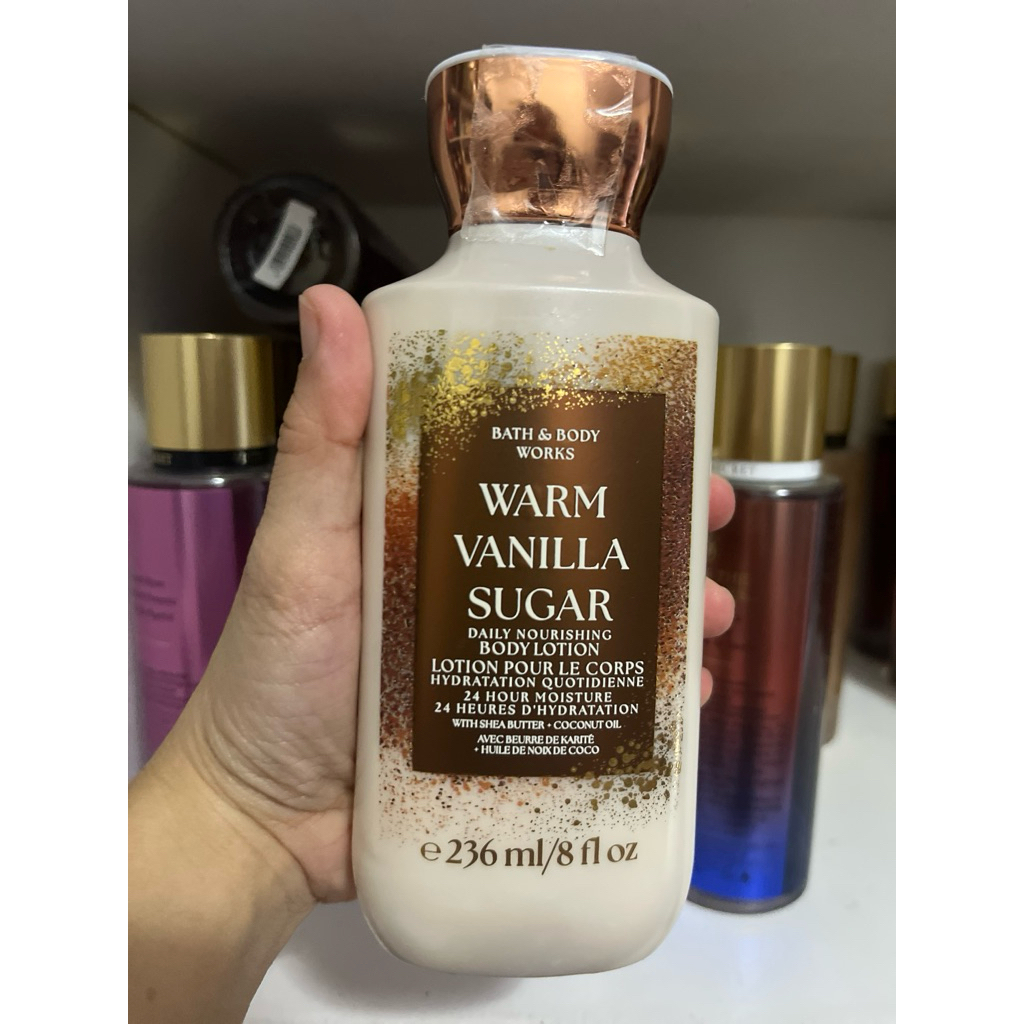 BATH & BODY
WORKS
WARM
VANILLA
SUGAR
DAILY NOURISHING
BODY LOTION
LOTION POUR LE CORPS
HYDRATATION QUOTIDIENNE
24 HOUR MOISTURE
24 HEURES D'HYDRATATION
WITH SHEA BUTTER + COCONUT OIL
AVEC BEURRE DE KARITÉ
+ HUILE DE NOIX DE COCO
e 236 ml/8 fl oz